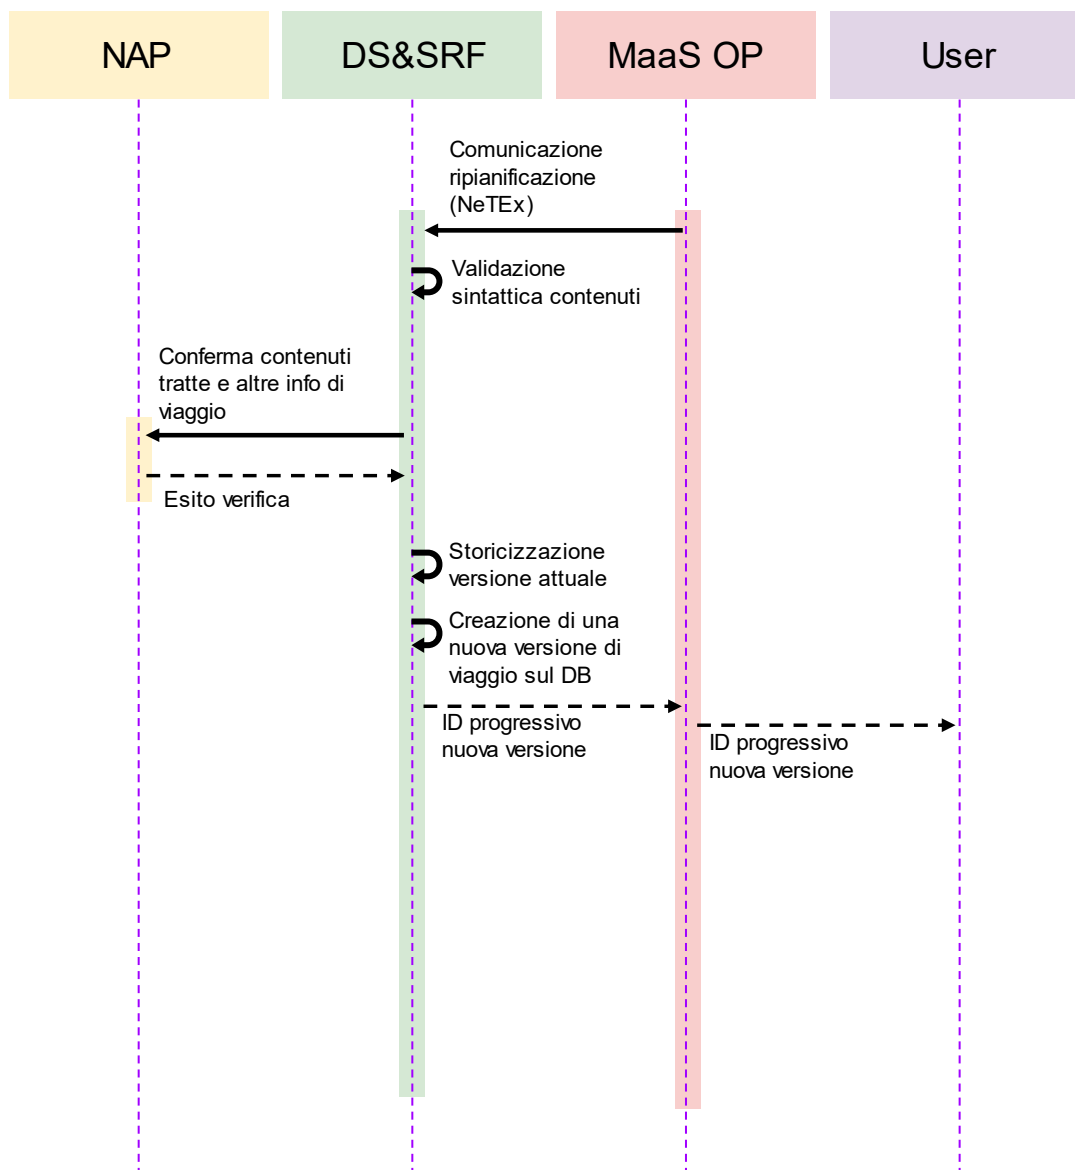 NAP
DS&SRF
MaaS OP
User
Comunicazione
ripianificazione
(NeTEx)
Validazione
sintattica contenuti
Conferma contenuti
tratte e altre info di
viaggio
Esito verifica
Storicizzazione
versione attuale
Creazione di una
nuova versione di
viaggio sul DB
ID progressivo
nuova versione
ID progressivo
nuova versione